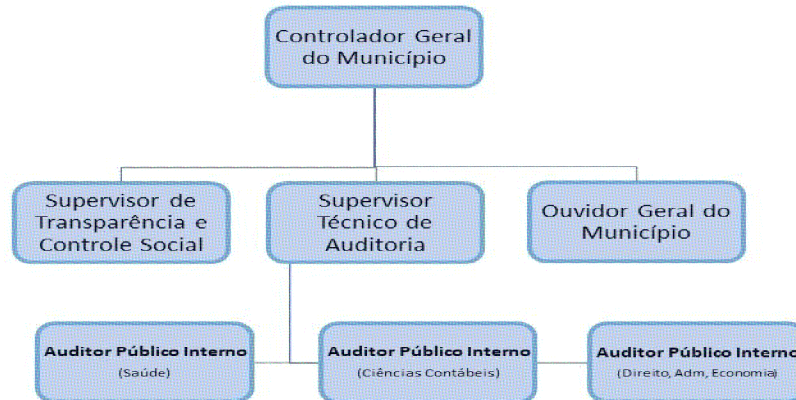 Controlador Geral
do Município
Supervisor de
Transparência e
Controle Social
Supervisor
Técnico de
Auditoria
Ouvidor Geral do
Município
Auditor Público Interno
(Saúde)
Auditor Público Interno
(Ciências Contábeis)
Auditor Público Interno
(Direito, Adm, Economia)